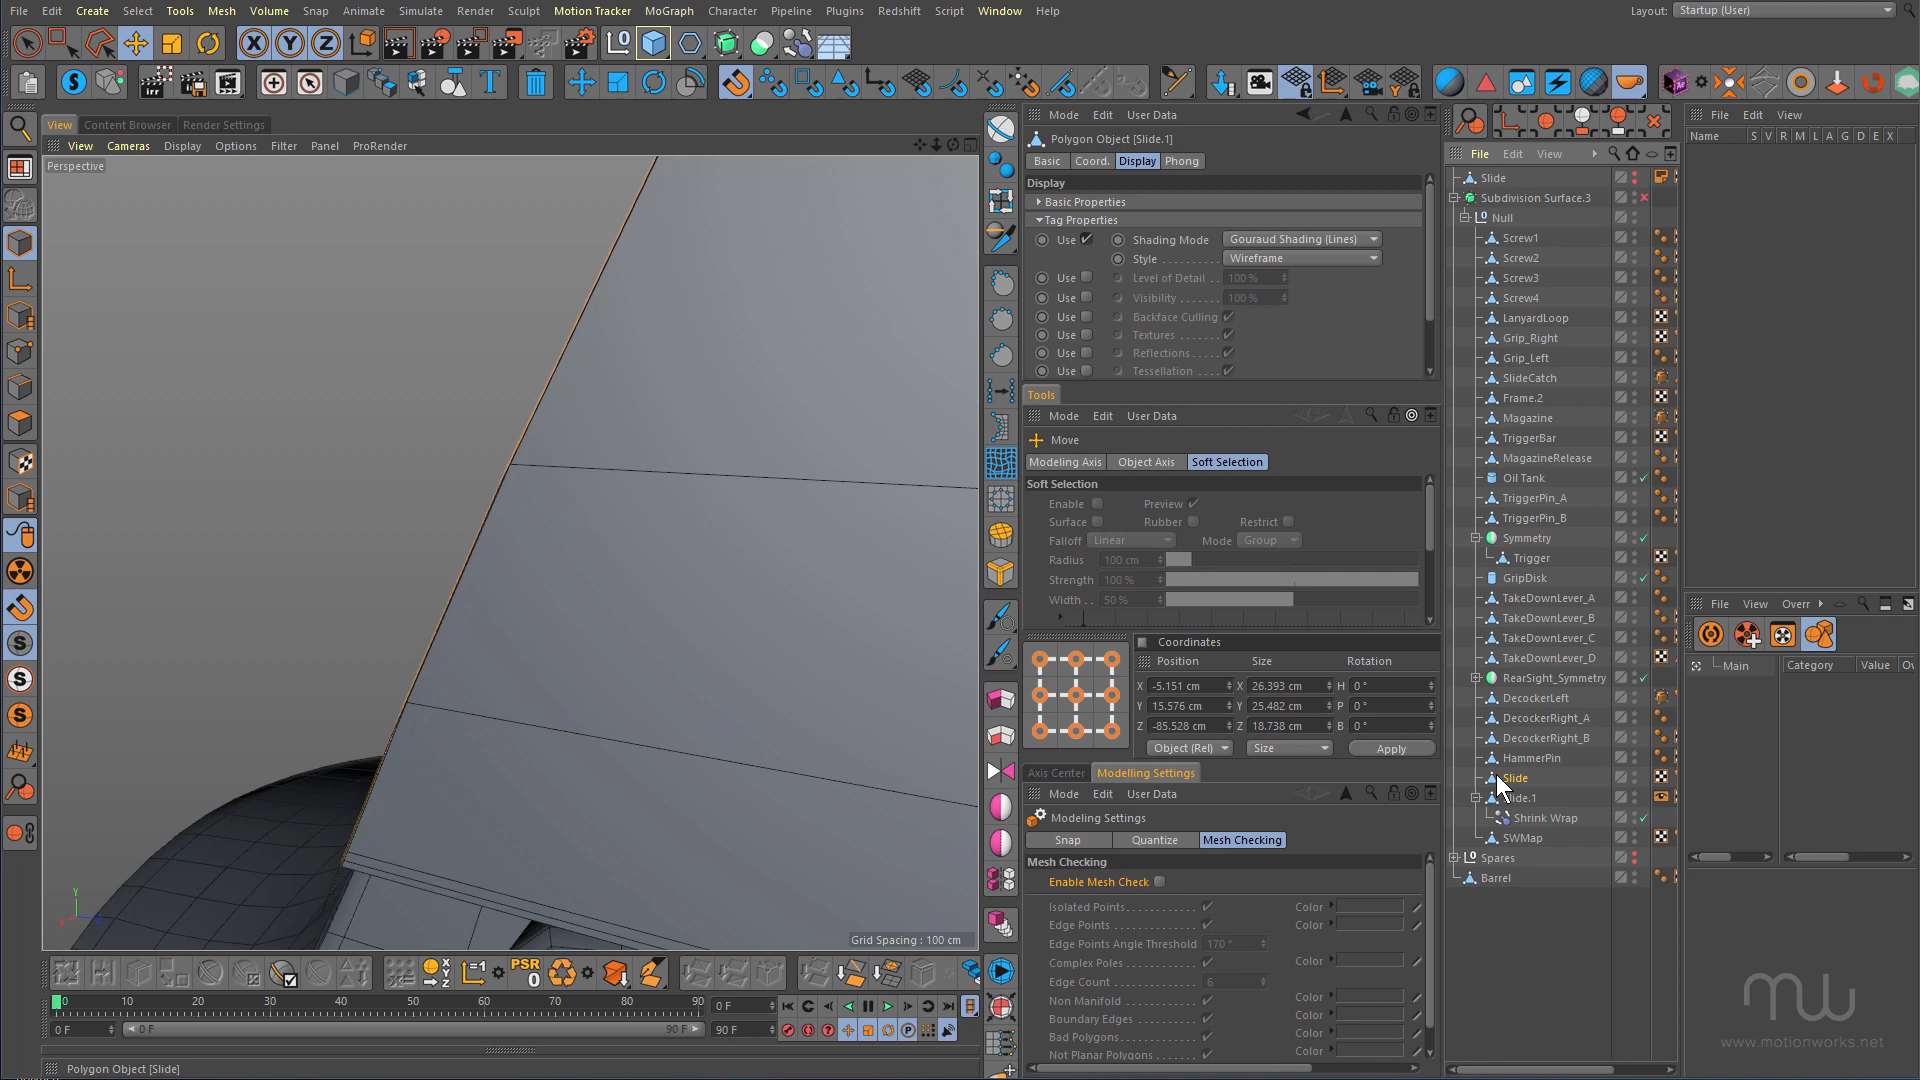 File Edit Create Select Tools Mesh Volume Snap Animate Simulate Render Sculpt Motion Tracker MoGraph Character Pipeline Plugins Redshift Script Window Help
Layout: Startup (User)
View Content Browser Render Settings
View Cameras Display Options Filter Panel ProRender
Perspective
Grid Spacing : 100 cm
Mode Edit User Data
Polygon Object [Slide.1]
Basic Coord. Display Phong
Display
Basic Properties
Tag Properties
Use Shading Mode Gouraud Shading (Lines)
Style Wireframe
Use Level of Detail 100 %
Use Visibility 100 %
Use Backface Culling
Use Textures
Use Reflections
Use Tessellation
Tools
Mode Edit User Data
Move
Modeling Axis Object Axis Soft Selection
Soft Selection
Enable Preview
Surface Rubber Restrict
Falloff Linear Mode Group
Radius 100 cm
Strength 100 %
Width 50 %
Coordinates
Position Size Rotation
X -5.151 cm X 26.393 cm H 0 °
Y 15.576 cm Y 25.482 cm P 0 °
Z -85.528 cm Z 18.738 cm B 0 °
Object (Rel) Size Apply
Axis Center Modelling Settings
Mode Edit User Data
Modeling Settings
Snap Quantize Mesh Checking
Mesh Checking
Enable Mesh Check
Isolated Points Color
Edge Points Color
Edge Points Angle Threshold 170 °
Complex Poles Color
Edge Count 6
Non Manifold Color
Boundary Edges Color
Bad Polygons Color
Not Planar Polygons Color
File Edit View
Slide
Subdivision Surface.3
Null
Screw1
Screw2
Screw3
Screw4
LanyardLoop
Grip_Right
Grip_Left
SlideCatch
Frame.2
Magazine
TriggerBar
MagazineRelease
Oil Tank
TriggerPin_A
TriggerPin_B
Symmetry
Trigger
GripDisk
TakeDownLever_A
TakeDownLever_B
TakeDownLever_C
TakeDownLever_D
RearSight_Symmetry
DecockerLeft
DecockerRight_A
DecockerRight_B
HammerPin
Slide
Shrink Wrap
SWMap
Spares
Barrel
File Edit View
Name S V R M L A G D E X
File View Overr
Main Category Value
PSR
0
0 10 20 30 40 50 60 70 80 90 0 F
0 F 0 F 90 F 90 F
Polygon Object [Slide]
www.motionworks.net